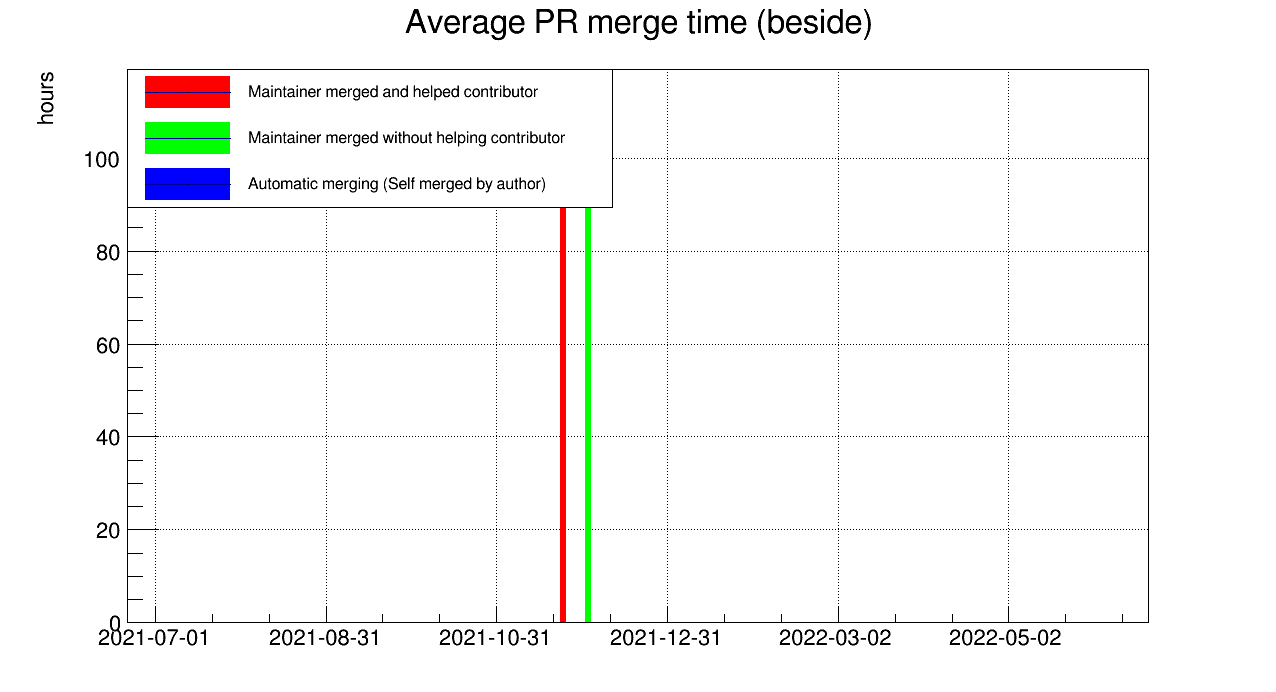 Average PR merge time (beside)
hours
Maintainer merged and helped contributor
Maintainer merged without helping contributor
Automatic merging (Self merged by author)
100
80
60
40
20
0
2021-07-01 2021-08-31 2021-10-31 2021-12-31 2022-03-02 2022-05-02